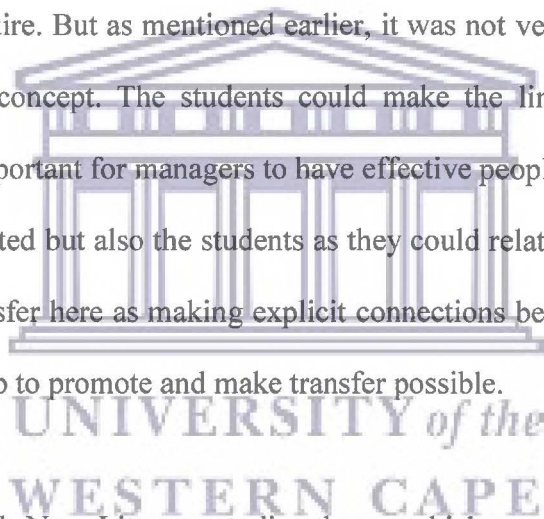 ire. But as mentioned earlier, it was not ve
concept. The students could make the lin
portant for managers to have effective peopl
ted but also the students as they could relat
sfer here as making explicit connections be
p to promote and make transfer possible.
UNIVERSITY of the
WESTERN CAPE